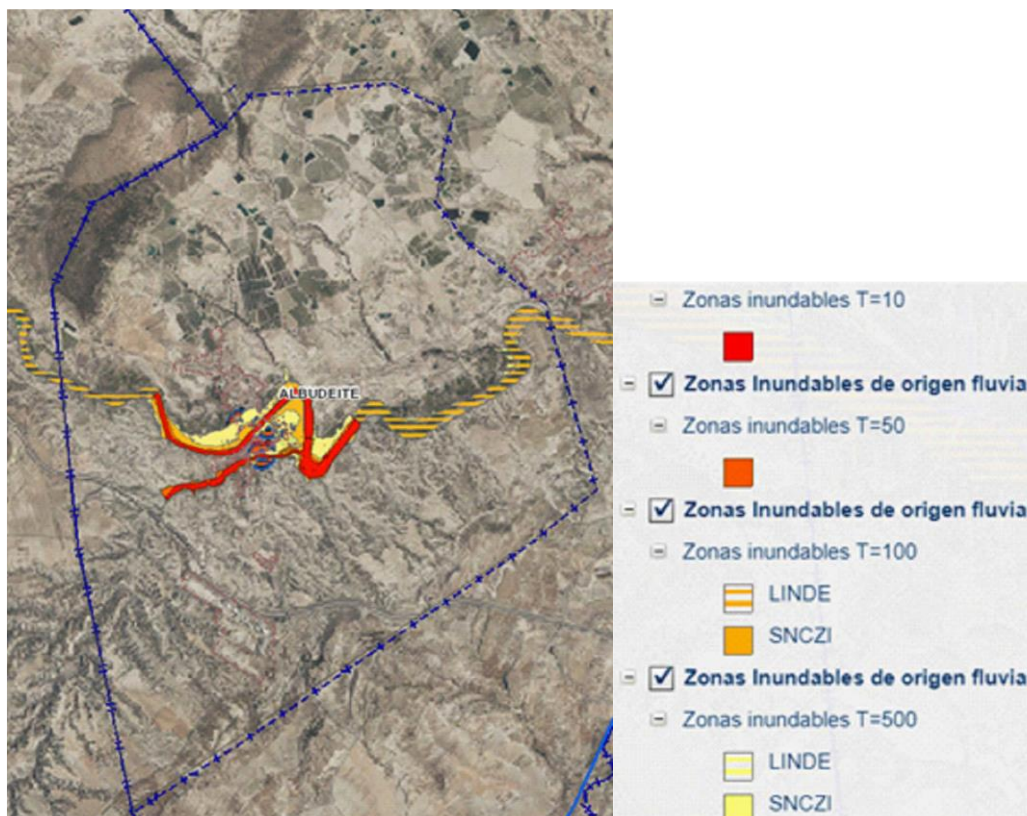 ALBUDEITE
Zonas inundables T=10
Zonas Inundables de origen fluvia
Zonas inundables T=50
Zonas Inundables de origen fluvia
Zonas inundables T=100
LINDE
SNCZI
Zonas Inundables de origen fluvia
Zonas inundables T=500
LINDE
SNCZI